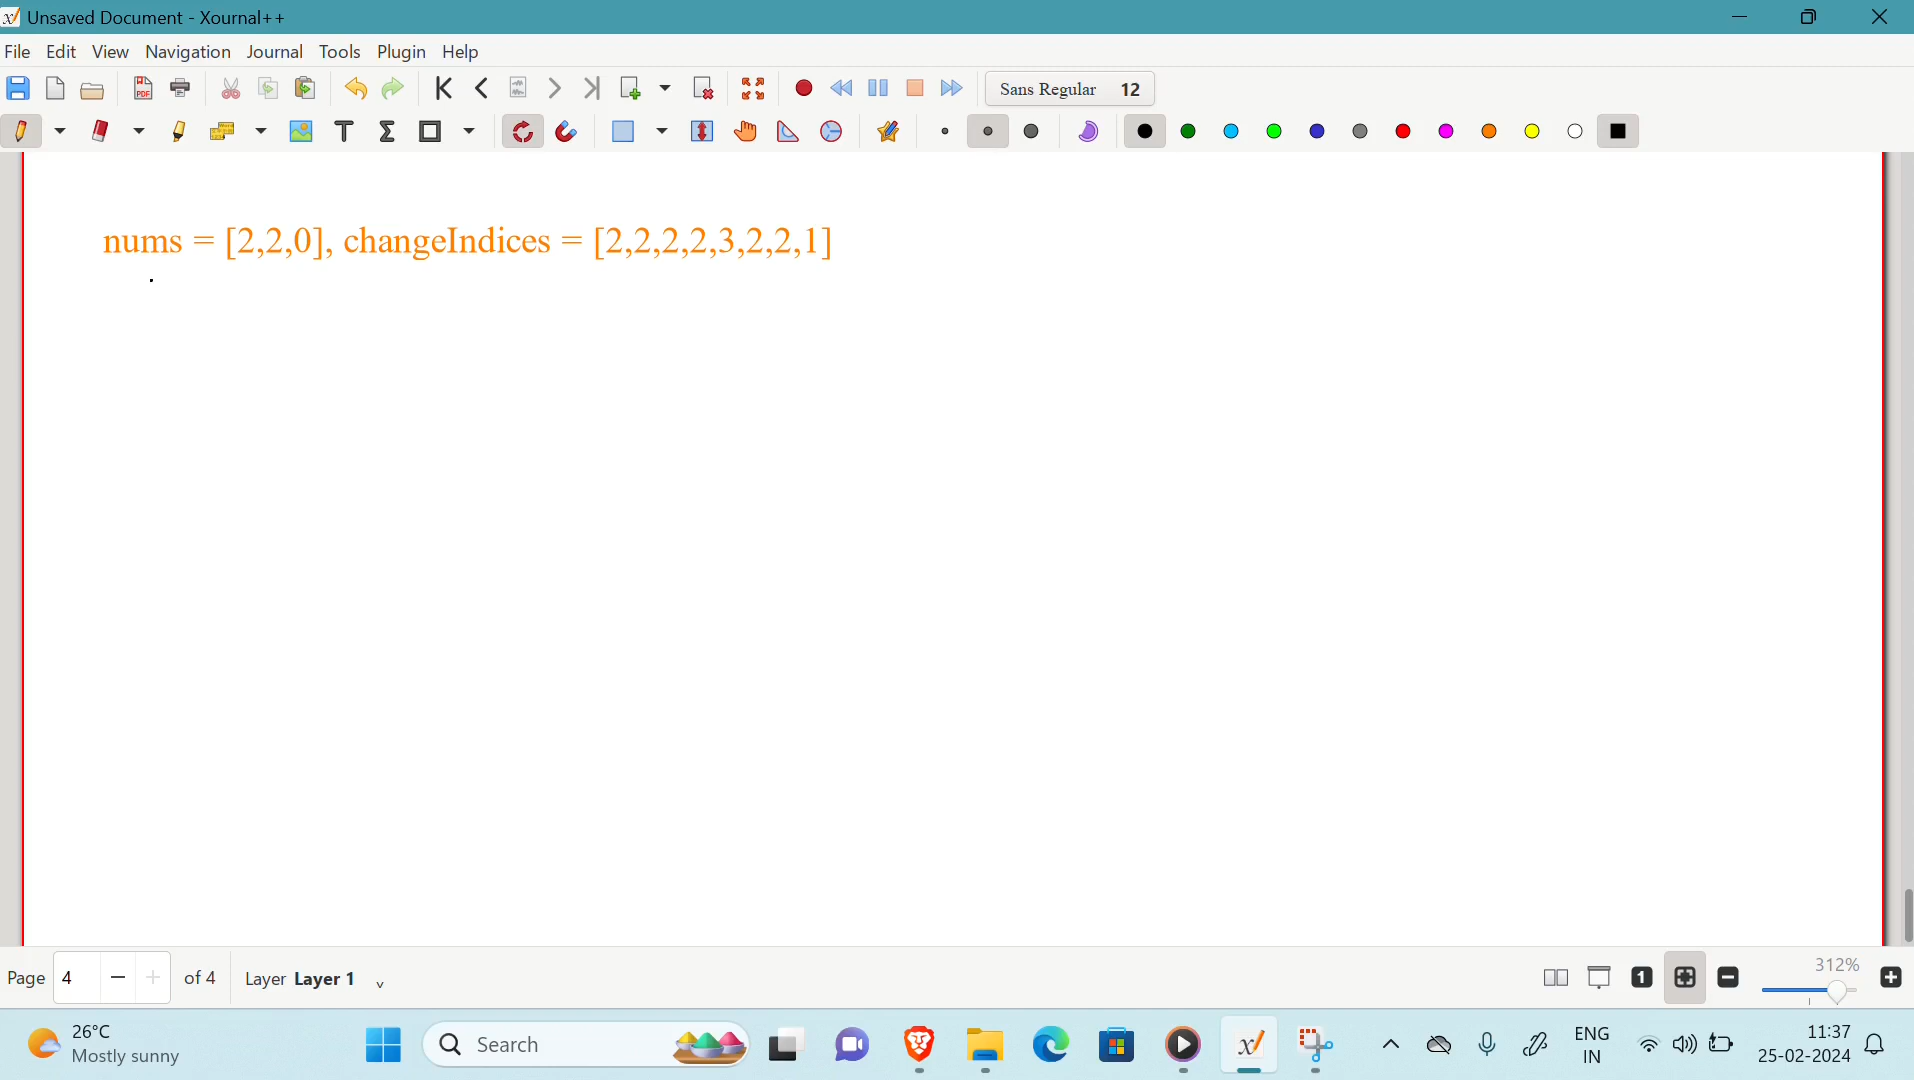 Unsaved Document - Xournal++
File Edit View Navigation Journal Tools Plugin Help
PDF Sans Regular 12
nums = [2,2,0], changeIndices = [2,2,2,2,3,2,2,1]
Page 4 of 4 Layer Layer 1 1 312%
26°C
Mostly sunny
Search
ENG
IN
11:37
25-02-2024